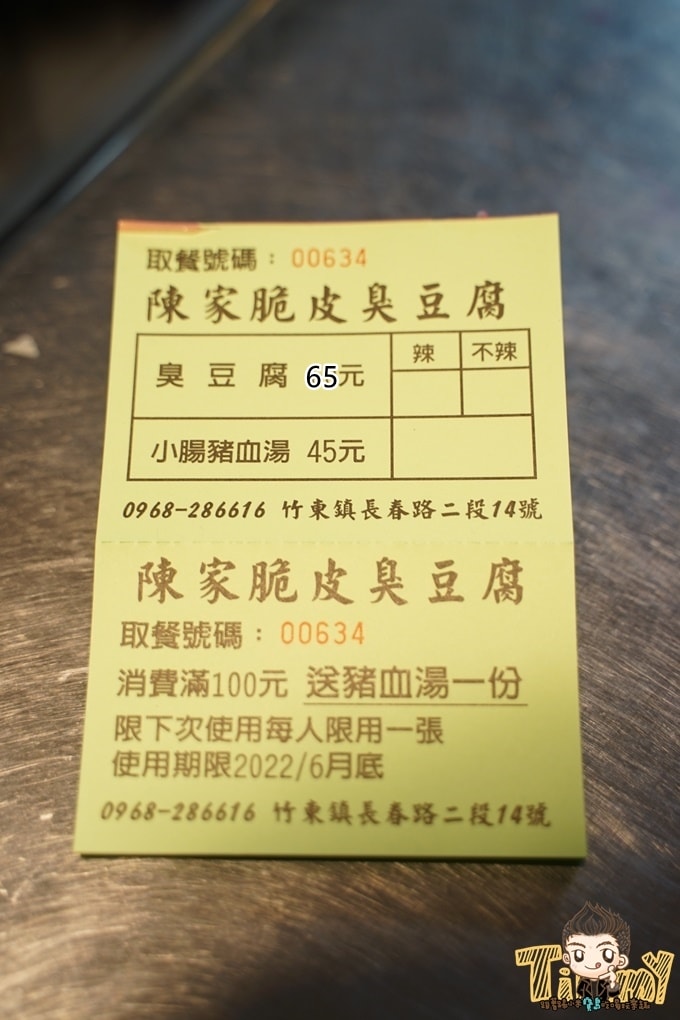 取餐號碼：00634
陳家脆皮臭豆腐
臭豆腐 65元 辣 不辣
小腸豬血湯 45元
0968-286616 竹東鎮長春路二段14號
陳家脆皮臭豆腐
取餐號碼：00634
消費滿100元 送豬血湯一份
限下次使用每人限用一張
使用期限2022/6月底
0968-286616 竹東鎮長春路二段14號